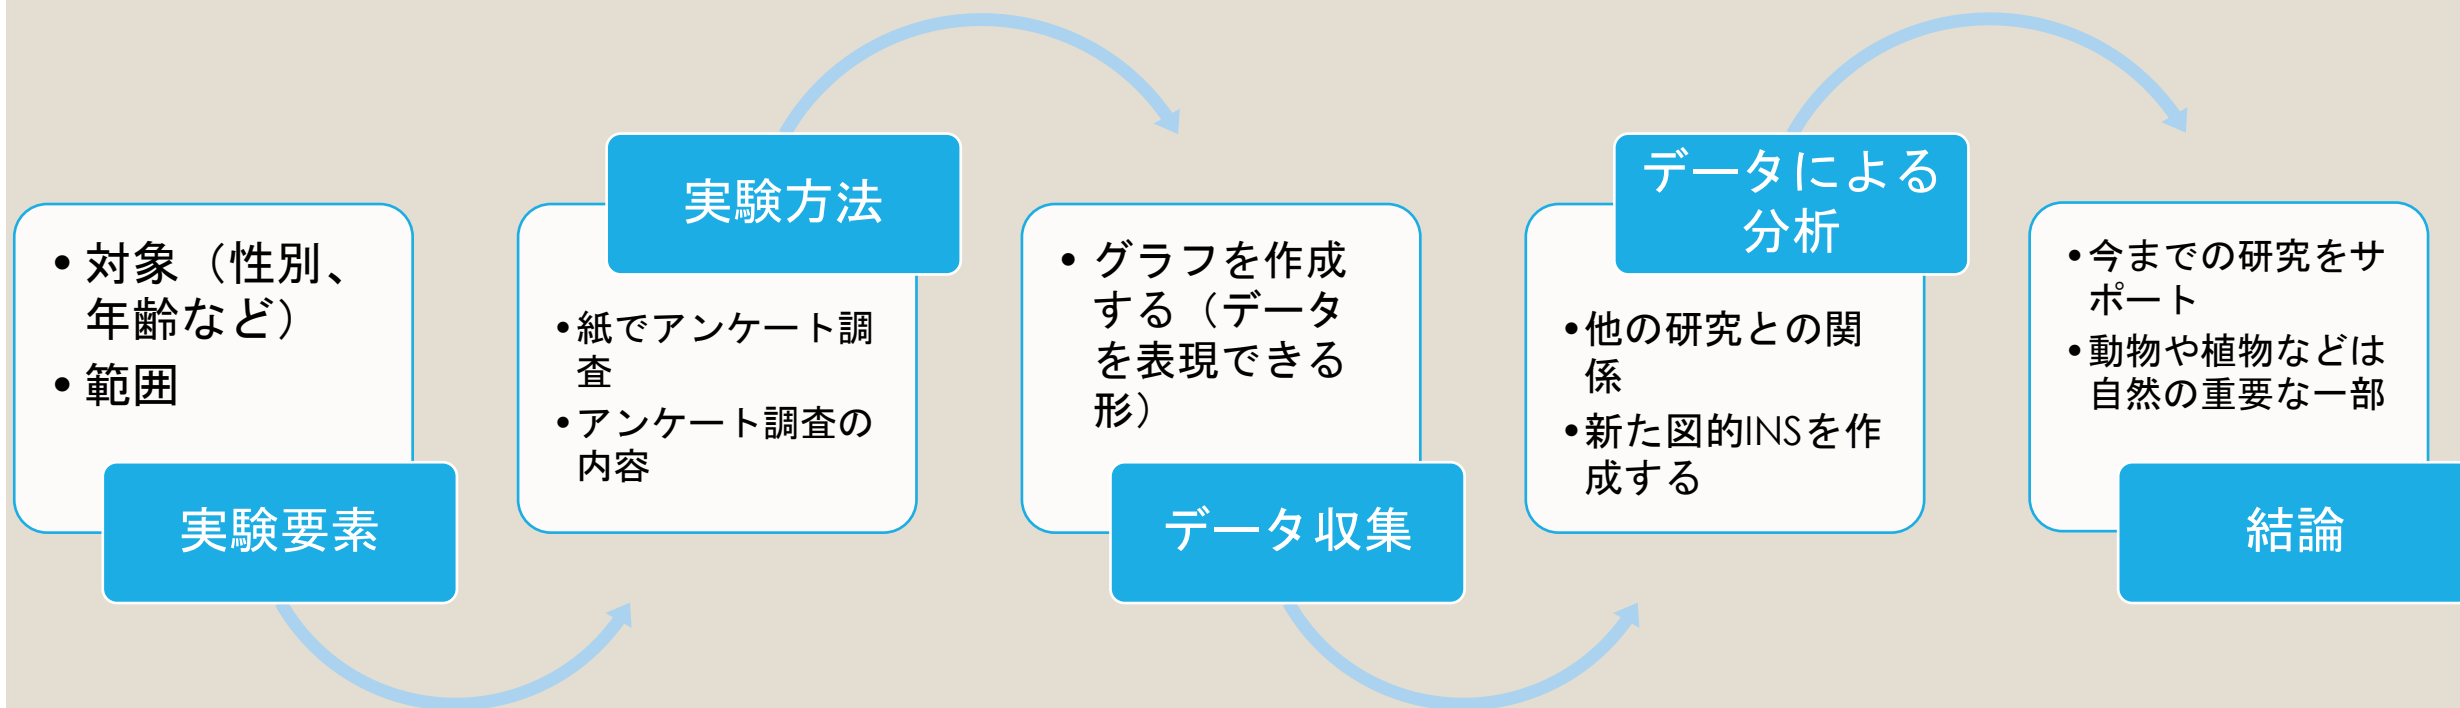 • 対象（性別、
年齢など）
• 範囲
実験要素
実験方法
• 紙でアンケート調
査
• アンケート調査の
内容
• グラフを作成
する（データ
を表現できる
形）
データ収集
データによる
分析
• 他の研究との関
係
• 新た図的INSを作
成する
• 今までの研究をサ
ポート
• 動物や植物などは
自然の重要な一部
結論